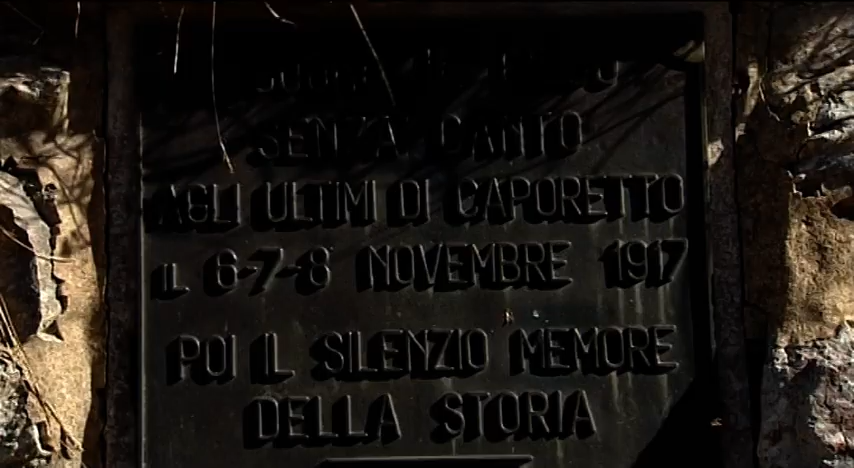 SENZA CANTO
AGLI ULTIMI DI CAPORETTO
IL 6-7-8 NOVEMBRE 1917
POI IL SILENZIO MEMORE
DELLA STORIA